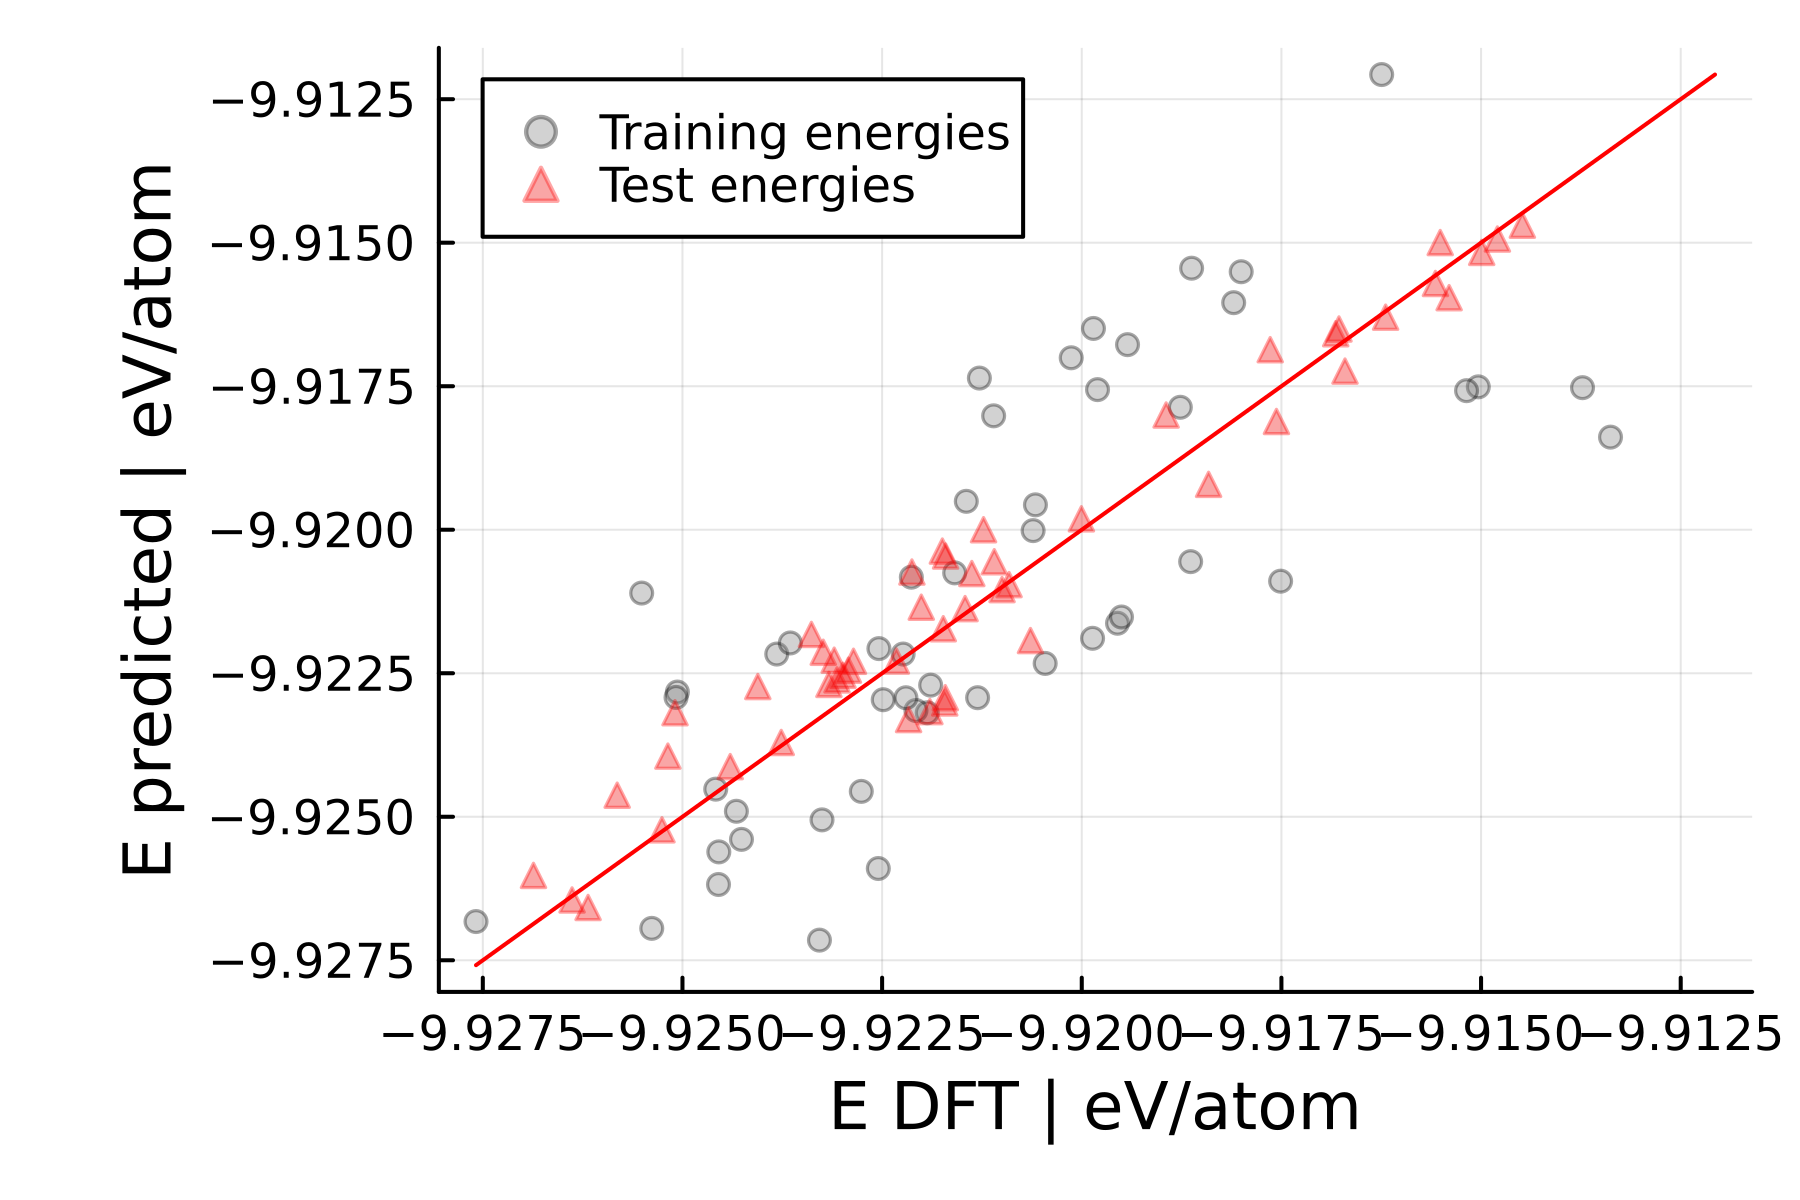 E predicted | eV/atom
−9.9125
−9.9150
−9.9175
−9.9200
−9.9225
−9.9250
−9.9275
Training energies
Test energies
−9.9275 −9.9250 −9.9225 −9.9200 −9.9175 −9.9150 −9.9125
E DFT | eV/atom